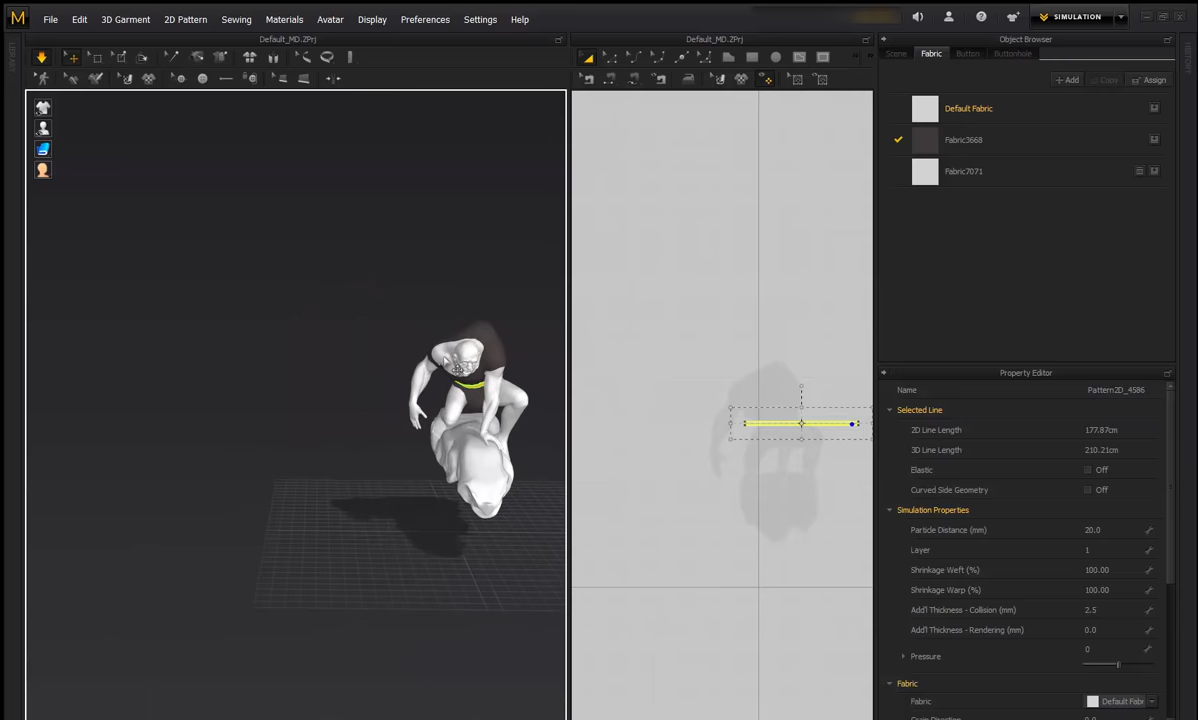 M File Edit 3D Garment 2D Pattern Sewing Materials Avatar Display Preferences Settings Help SIMULATION
LIBRARY
HISTORY
Default_MD.ZPrj
Default_MD.ZPrj
Object Browser
Scene Fabric Button Buttonhole
+ Add Copy Assign
Default Fabric
Fabric3668
Fabric7071
Property Editor
Name Pattern2D_4586
Selected Line
2D Line Length 177.87cm
3D Line Length 210.21cm
Elastic Off
Curved Side Geometry Off
Simulation Properties
Particle Distance (mm) 20.0
Layer 1
Shrinkage Weft (%) 100.00
Shrinkage Warp (%) 100.00
Add'l Thickness - Collision (mm) 2.5
Add'l Thickness - Rendering (mm) 0.0
Pressure 0
Fabric
Fabric Default Fabr